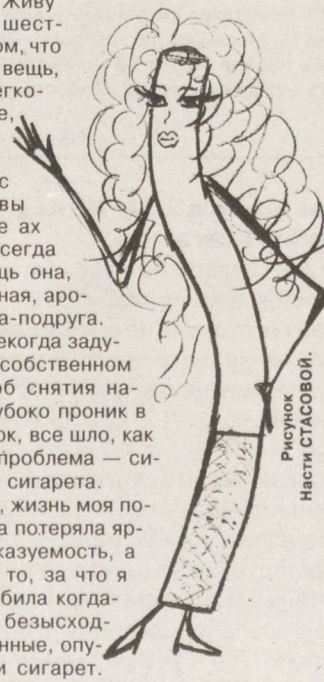 живу
шест-
ом, что
вещь,
егко-
е,
с
вы
е ах
сегда
щь она,
ная, аро-
а-подруга.
екогда заду-
собственном
об снятия на-
убоко проник в
ок, все шло, как
проблема — си-
сигарета.
, жизнь моя по-
а потеряла яр-
казуемость, а
то, за что я
била когда-
безысход-
нные, опу-
и сигарет.
Рисунок
Насти СТАСОВОЙ.